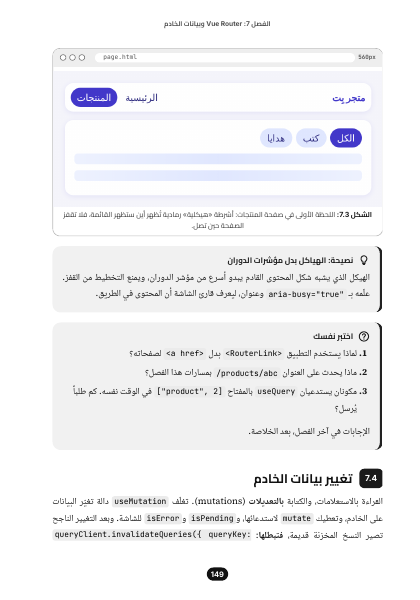 الفصل 7: Vue Router وبيانات الخادم
page.html
560px
متجر يت
الرئيسية
المنتجات
الكل
كتب
هدايا
الشكل 7.3: اللحظة الأولى في صفحة المنتجات: أشرطة «هيكلية» رمادية تُظهر أين ستظهر القائمة، فلا تقفز
الصفحة حين تصل.
نصيحة: الهياكل بدل مؤشرات الدوران
الهيكل الذي يشبه شكل المحتوى القادم يبدو أسرع من مؤشر الدوران، ويمنع التخطيط من القفز.
علّمه بـ aria-busy="true" وعنوان، ليعرف قارئ الشاشة أن المحتوى في الطريق.
اختبر نفسك
1. لماذا يستخدم التطبيق <RouterLink> بدل <a href> لصفحاته؟
2. ماذا يحدث على العنوان /products/abc بمسارات هذا الفصل؟
3. مكونان يستدعيان useQuery بالمفتاح ["product", 2] في الوقت نفسه. كم طلباً
يُرسل؟
الإجابات في آخر الفصل، بعد الخلاصة.
7.4 تغيير بيانات الخادم
القراءة بالاستعلامات، والكتابة بالتعديلات (mutations). تغلّف useMutation دالة تغيّر البيانات
على الخادم، وتعطيك mutate لاستدعائها، و isPending و isError للشاشة. وبعد التغيير الناجح
تصير النسخ المخزنة قديمة، فتبطلها: queryClient.invalidateQueries({ queryKey:
149